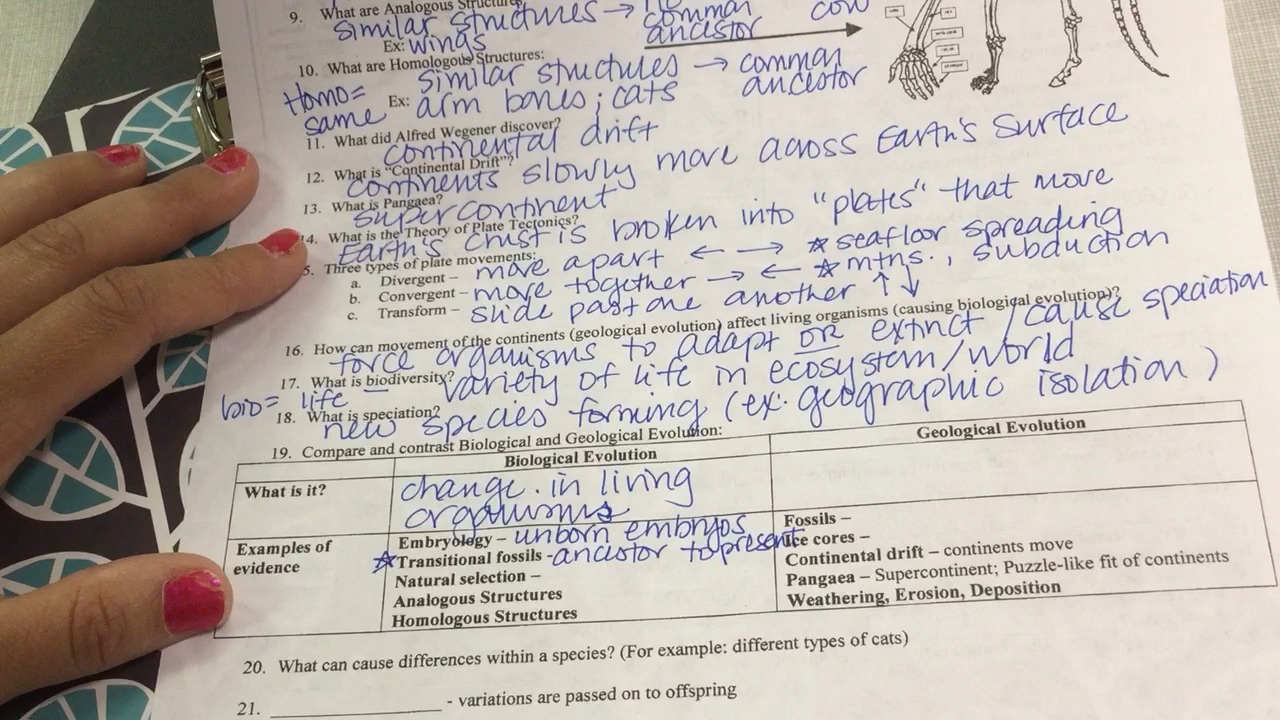 9. What are Analogous Structures
similar structures → no common ancestor cow
Ex: wings
10. What are Homologous Structures:
similar structures → common ancestor
Homo = same Ex: arm bones; cats
11. What did Alfred Wegener discover?
continental drift
12. What is "Continental Drift"?
continents slowly move across Earth's surface
13. What is Pangaea?
supercontinent
14. What is the Theory of Plate Tectonics?
Earth's crust is broken into "plates" that move
5. Three types of plate movements:
a. Divergent – move apart ← → ☆ seafloor spreading
b. Convergent – move together → ← ☆ mtns., subduction
c. Transform – slide past one another ↑↓
16. How can movement of the continents (geological evolution) affect living organisms (causing biological evolution)?
force organisms to adapt OR extinct / cause speciation
17. What is biodiversity? variety of life in ecosystem/world
bio = life
18. What is speciation?
new species forming (ex: geographic isolation)
19. Compare and contrast Biological and Geological Evolution:
Biological Evolution Geological Evolution
What is it? change in living
organisms
Examples of evidence
Embryology – unborn embryos
☆ Transitional fossils - ancestor to present
Natural selection –
Analogous Structures
Homologous Structures
Fossils –
Ice cores –
Continental drift – continents move
Pangaea – Supercontinent; Puzzle-like fit of continents
Weathering, Erosion, Deposition
20. What can cause differences within a species? (For example: different types of cats)
21. ________________ - variations are passed on to offspring